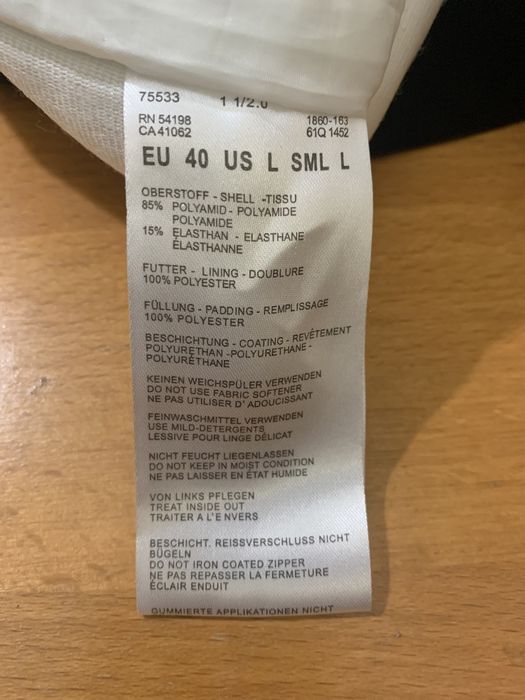 75533 1 1/2.0
RN 54198 1860-163
CA 41062 61Q 1452
EU 40 US L SML L
OBERSTOFF - SHELL -TISSU
85% POLYAMID - POLYAMIDE
POLYAMIDE
15% ELASTHAN - ELASTHANE
ÉLASTHANNE
FUTTER - LINING - DOUBLURE
100% POLYESTER
FÜLLUNG - PADDING - REMPLISSAGE
100% POLYESTER
BESCHICHTUNG - COATING - REVÊTEMENT
POLYURETHAN -POLYURETHANE -
POLYURÉTHANE
KEINEN WEICHSPÜLER VERWENDEN
DO NOT USE FABRIC SOFTENER
NE PAS UTILISER D' ADOUCISSANT
FEINWASCHMITTEL VERWENDEN
USE MILD-DETERGENTS
LESSIVE POUR LINGE DÉLICAT
NICHT FEUCHT LIEGENLASSEN
DO NOT KEEP IN MOIST CONDITION
NE PAS LAISSER EN ÉTAT HUMIDE
VON LINKS PFLEGEN
TREAT INSIDE OUT
TRAITER A L'E NVERS
BESCHICHT. REISSVERSCHLUSS NICHT
BÜGELN
DO NOT IRON COATED ZIPPER
NE PAS REPASSER LA FERMETURE
ÉCLAIR ENDUIT
GUMMIERTE APPLIKATIONEN NICHT